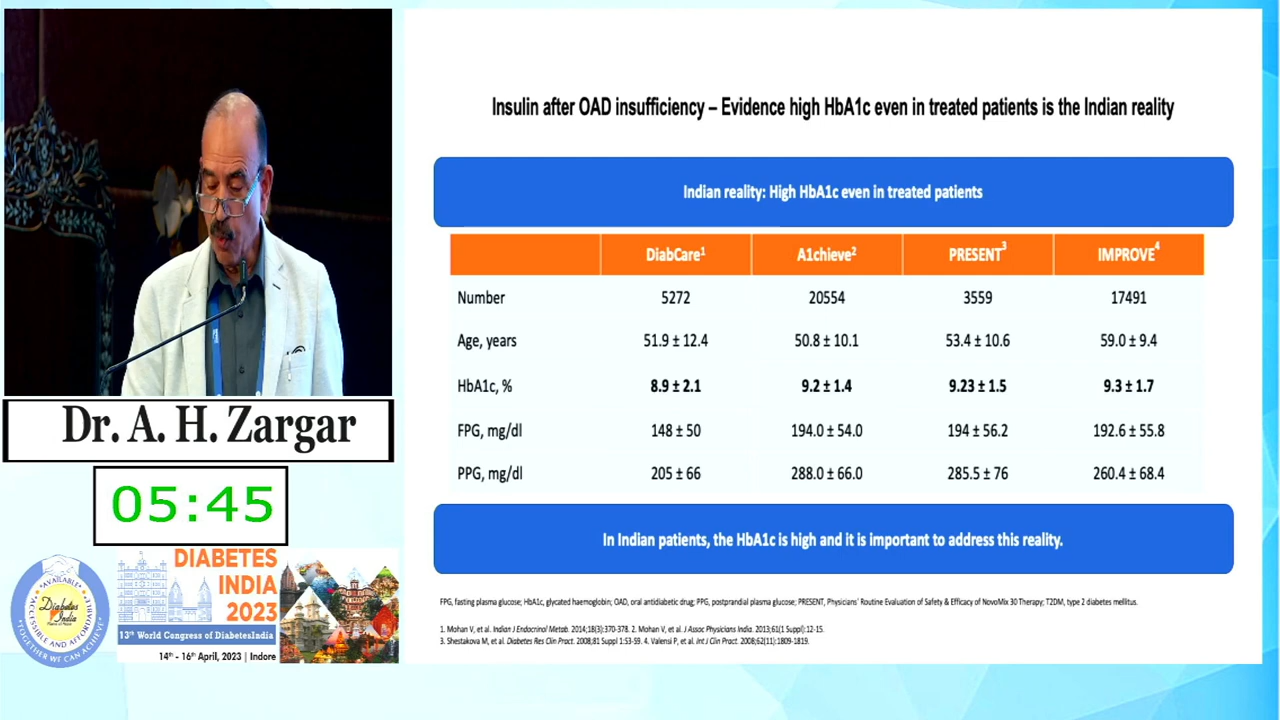 Insulin after OAD insufficiency – Evidence high HbA1c even in treated patients is the Indian reality
Indian reality: High HbA1c even in treated patients
DiabCare¹ A1chieve² PRESENT³ IMPROVE⁴
Number 5272 20554 3559 17491
Age, years 51.9 ± 12.4 50.8 ± 10.1 53.4 ± 10.6 59.0 ± 9.4
HbA1c, % 8.9 ± 2.1 9.2 ± 1.4 9.23 ± 1.5 9.3 ± 1.7
FPG, mg/dl 148 ± 50 194.0 ± 54.0 194 ± 56.2 192.6 ± 55.8
PPG, mg/dl 205 ± 66 288.0 ± 66.0 285.5 ± 76 260.4 ± 68.4
In Indian patients, the HbA1c is high and it is important to address this reality.
FPG, fasting plasma glucose; HbA1c, glycated haemoglobin; OAD, oral antidiabetic drug; PPG, postprandial plasma glucose; PRESENT, Physicians' Routine Evaluation of Safety & Efficacy of NovoMix 30 Therapy; T2DM, type 2 diabetes mellitus.
1. Mohan V, et al. Indian J Endocrinol Metab. 2014;18(3):370-378. 2. Mohan V, et al. J Assoc Physicians India. 2013;61(1 Suppl):12-15.
3. Shestakova M, et al. Diabetes Res Clin Pract. 2008;81 Suppl 1:S3-S9. 4. Valensi P, et al. Int J Clin Pract. 2008;62(11):1809-1819.
Dr. A. H. Zargar
05:45
AVAILABLE
ACCESSIBLE AND AFFORDABLE
Diabetes
India
TOGETHER WE CAN ACHIEVE
DIABETES
INDIA
2023
13th World Congress of DiabetesIndia
14th - 16th April, 2023 | Indore